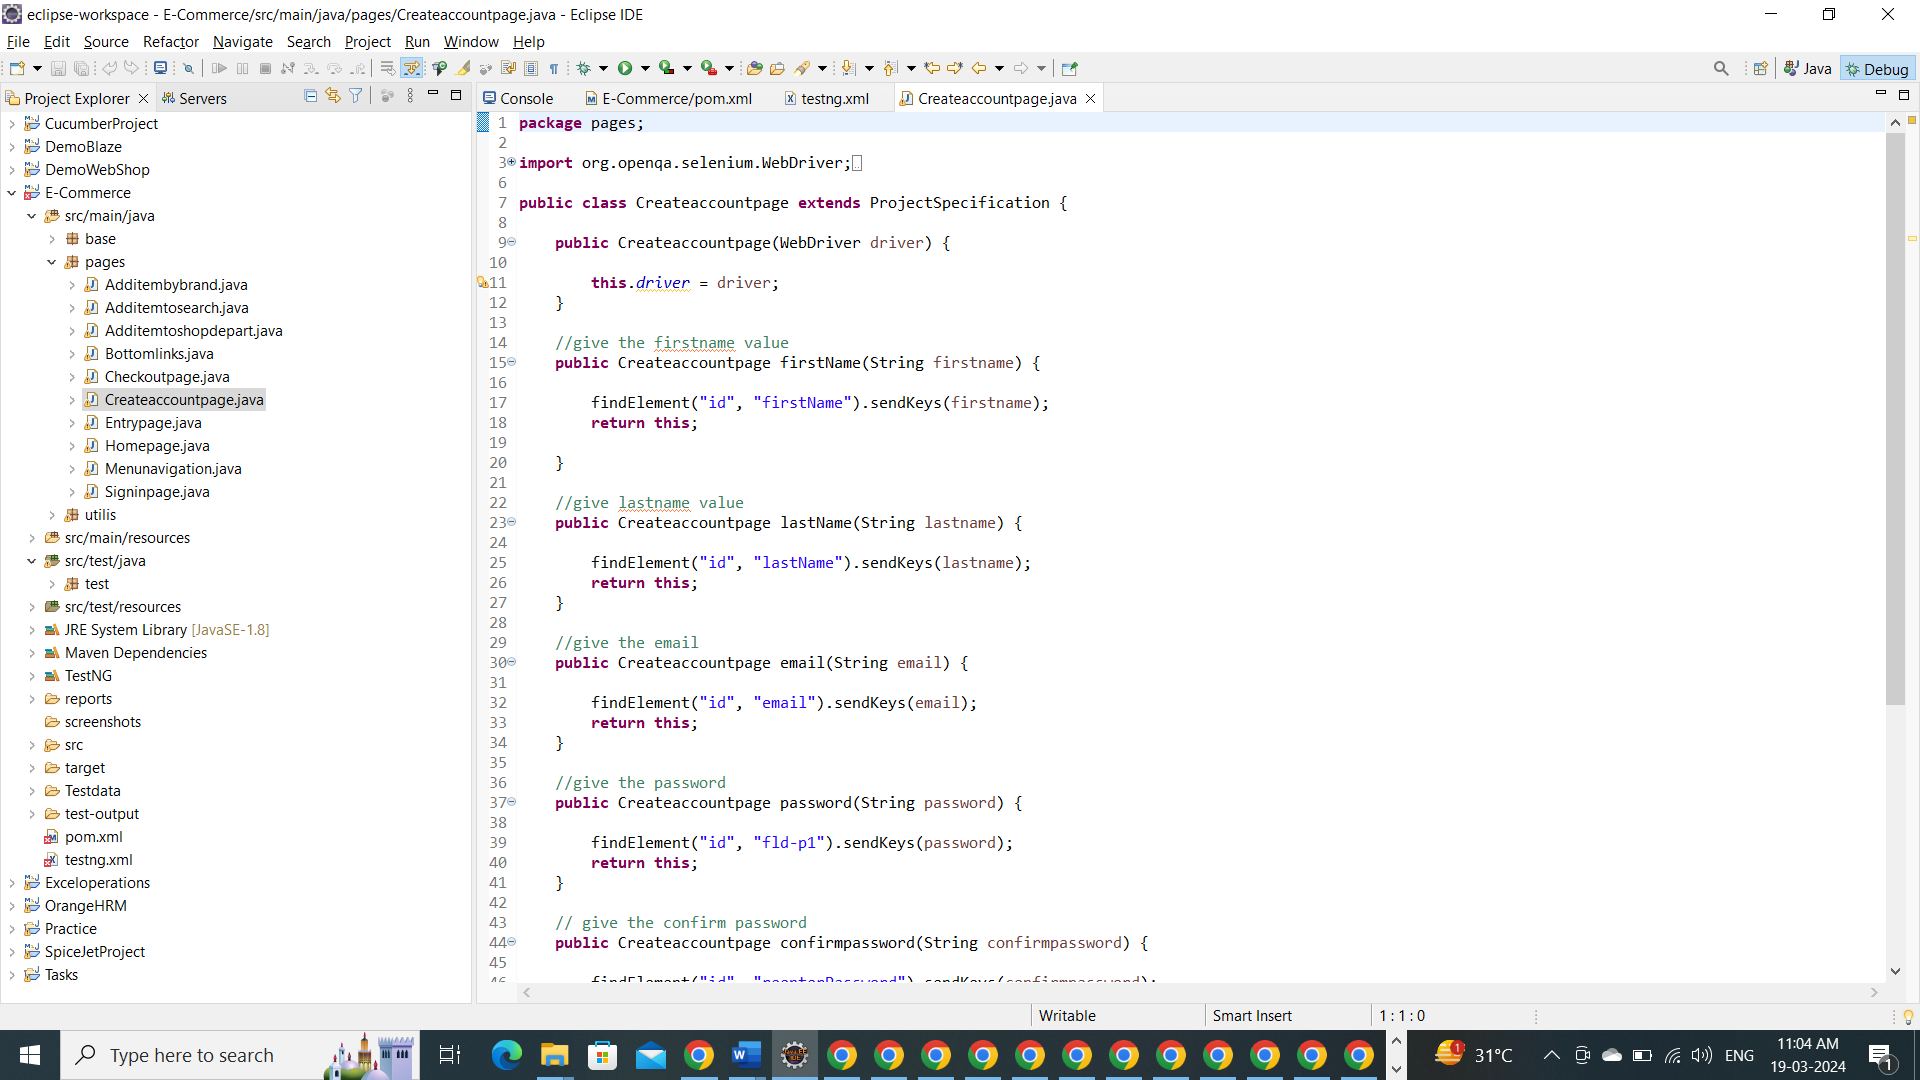 eclipse-workspace - E-Commerce/src/main/java/pages/Createaccountpage.java - Eclipse IDE
File Edit Source Refactor Navigate Search Project Run Window Help
Java Debug
Project Explorer Servers
Console E-Commerce/pom.xml testng.xml Createaccountpage.java
CucumberProject
DemoBlaze
DemoWebShop
E-Commerce
src/main/java
base
pages
Additembybrand.java
Additemtosearch.java
Additemtoshopdepart.java
Bottomlinks.java
Checkoutpage.java
Createaccountpage.java
Entrypage.java
Homepage.java
Menunavigation.java
Signinpage.java
utilis
src/main/resources
src/test/java
test
src/test/resources
JRE System Library [JavaSE-1.8]
Maven Dependencies
TestNG
reports
screenshots
src
target
Testdata
test-output
pom.xml
testng.xml
Exceloperations
OrangeHRM
Practice
SpiceJetProject
Tasks
1 package pages;
2
3 import org.openqa.selenium.WebDriver;
6
7 public class Createaccountpage extends ProjectSpecification {
8
9 public Createaccountpage(WebDriver driver) {
10
11 this.driver = driver;
12 }
13
14 //give the firstname value
15 public Createaccountpage firstName(String firstname) {
16
17 findElement("id", "firstName").sendKeys(firstname);
18 return this;
19
20 }
21
22 //give lastname value
23 public Createaccountpage lastName(String lastname) {
24
25 findElement("id", "lastName").sendKeys(lastname);
26 return this;
27 }
28
29 //give the email
30 public Createaccountpage email(String email) {
31
32 findElement("id", "email").sendKeys(email);
33 return this;
34 }
35
36 //give the password
37 public Createaccountpage password(String password) {
38
39 findElement("id", "fld-p1").sendKeys(password);
40 return this;
41 }
42
43 // give the confirm password
44 public Createaccountpage confirmpassword(String confirmpassword) {
45
46 findElement("id", "reenterPassword").sendKeys(confirmpassword);
Writable Smart Insert 1 : 1 : 0
Type here to search
1 31°C ENG 11:04 AM
19-03-2024
1